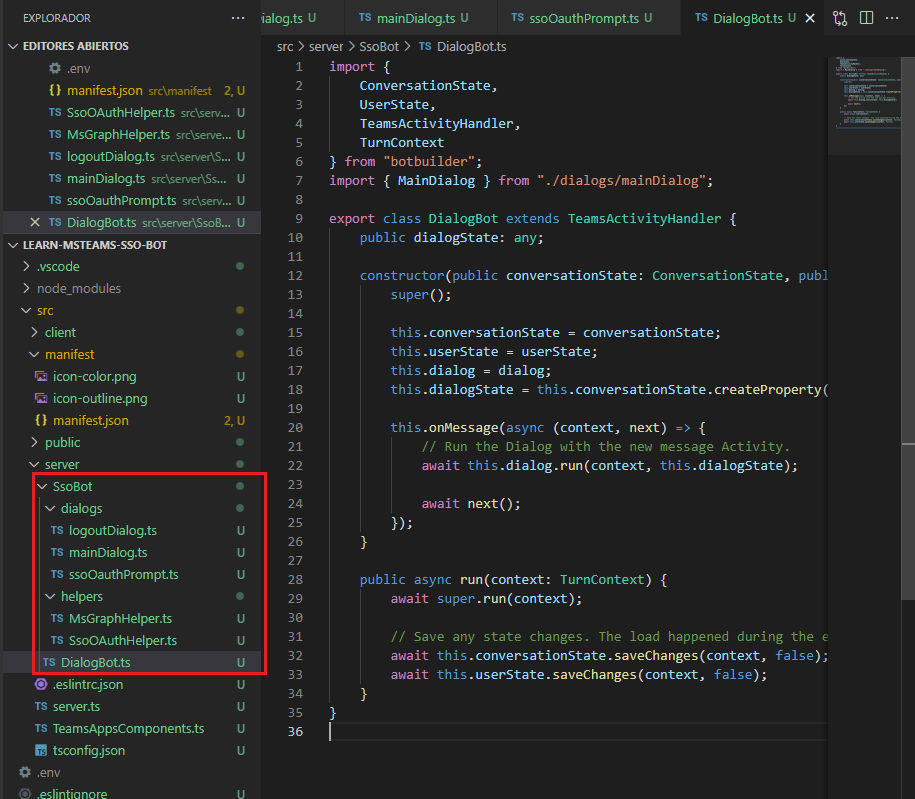 EXPLORADOR
EDITORES ABIERTOS
.env
{} manifest.json src\manifest 2, U
TS SsoOAuthHelper.ts src\serv... U
TS MsGraphHelper.ts src\serve... U
TS logoutDialog.ts src\server\S... U
TS mainDialog.ts src\server\Ss... U
TS ssoOauthPrompt.ts src\serv... U
TS DialogBot.ts src\server\SsoB... U
LEARN-MSTEAMS-SSO-BOT
.vscode
node_modules
src
client
manifest
icon-color.png U
icon-outline.png U
{} manifest.json 2, U
public
server
SsoBot
dialogs
TS logoutDialog.ts U
TS mainDialog.ts U
TS ssoOauthPrompt.ts U
helpers
TS MsGraphHelper.ts U
TS SsoOAuthHelper.ts U
TS DialogBot.ts U
.eslintrc.json U
TS server.ts U
TS TeamsAppsComponents.ts U
TS tsconfig.json U
.env
.eslintignore U
ialog.ts U
TS mainDialog.ts U
TS ssoOauthPrompt.ts U
TS DialogBot.ts U
src > server > SsoBot > TS DialogBot.ts
1 import {
2 ConversationState,
3 UserState,
4 TeamsActivityHandler,
5 TurnContext
6 } from "botbuilder";
7 import { MainDialog } from "./dialogs/mainDialog";
8
9 export class DialogBot extends TeamsActivityHandler {
10 public dialogState: any;
11
12 constructor(public conversationState: ConversationState, publ
13 super();
14
15 this.conversationState = conversationState;
16 this.userState = userState;
17 this.dialog = dialog;
18 this.dialogState = this.conversationState.createProperty(
19
20 this.onMessage(async (context, next) => {
21 // Run the Dialog with the new message Activity.
22 await this.dialog.run(context, this.dialogState);
23
24 await next();
25 });
26 }
27
28 public async run(context: TurnContext) {
29 await super.run(context);
30
31 // Save any state changes. The load happened during the e
32 await this.conversationState.saveChanges(context, false);
33 await this.userState.saveChanges(context, false);
34 }
35 }
36